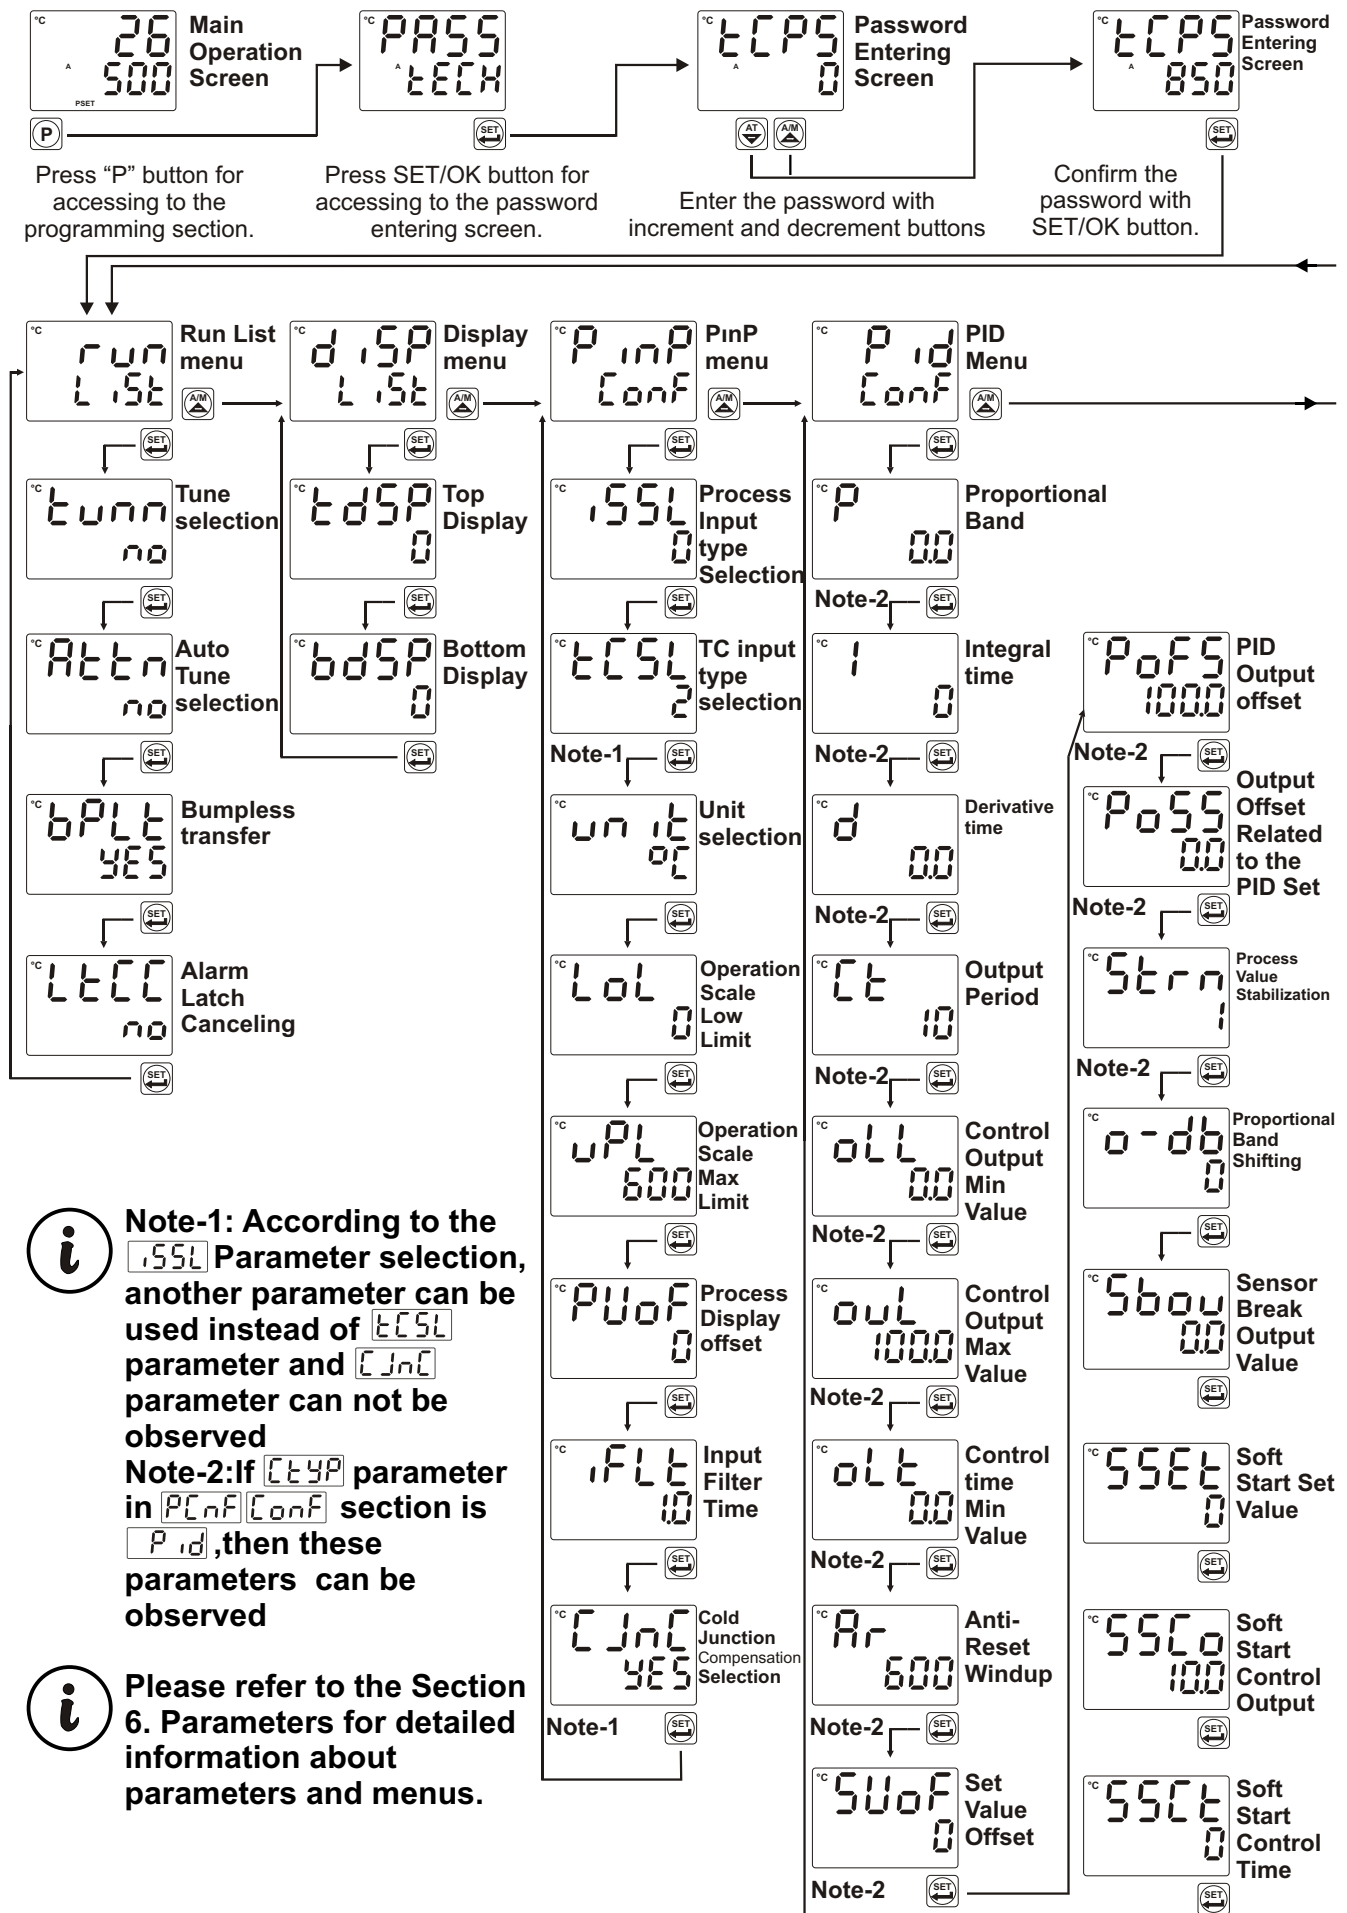 °C 26
A 500
PSET
Main
Operation
Screen
P
Press “P” button for
accessing to the
programming section.
°C PASS
A tECH
SET
Press SET/OK button for
accessing to the password
entering screen.
°C tCPS
A 0
Password
Entering
Screen
AT A/M
Enter the password with
increment and decrement buttons
°C tCPS
A 850
Password
Entering
Screen
SET
Confirm the
password with
SET/OK button.
°C run
LiSt
Run List
menu
A/M
SET
°C tunn
no
Tune
selection
SET
°C Attn
no
Auto
Tune
selection
SET
°C bPLt
YES
Bumpless
transfer
SET
°C LtCC
no
Alarm
Latch
Canceling
SET
°C diSP
LiSt
Display
menu
A/M
SET
°C tdSP
0
Top
Display
SET
°C bdSP
0
Bottom
Display
SET
°C PinP
ConF
PınP
menu
A/M
SET
°C iSSL
0
Process
Input
type
Selection
SET
°C tCSL
2
TC input
type
selection
Note-1 SET
°C unit
°C
Unit
selection
SET
°C LoL
0
Operation
Scale
Low
Limit
SET
°C uPL
600
Operation
Scale
Max
Limit
SET
°C PUoF
0
Process
Display
offset
SET
°C iFLt
1.0
Input
Filter
Time
SET
°C CJnC
YES
Cold
Junction
Compensation
Selection
Note-1 SET
°C Pid
ConF
PID
Menu
A/M
SET
°C P
0.0
Proportional
Band
Note-2 SET
°C I
0
Integral
time
Note-2 SET
°C d
0.0
Derivative
time
Note-2 SET
°C Ct
10
Output
Period
Note-2 SET
°C oLL
0.0
Control
Output
Min
Value
Note-2 SET
°C ouL
100.0
Control
Output
Max
Value
Note-2 SET
°C oLt
0.0
Control
time
Min
Value
Note-2 SET
°C Ar
600
Anti-
Reset
Windup
Note-2 SET
°C SUoF
0
Set
Value
Offset
Note-2 SET
°C PoFS
100.0
PID
Output
offset
Note-2 SET
°C PoSS
0.0
Output
Offset
Related
to the
PID Set
Note-2 SET
°C Strn
1
Process
Value
Stabilization
Note-2 SET
°C o-db
0
Proportional
Band
Shifting
SET
°C Sbou
0.0
Sensor
Break
Output
Value
SET
°C SSEt
0
Soft
Start Set
Value
SET
°C SSCo
10.0
Soft
Start
Control
Output
SET
°C SSCt
0
Soft
Start
Control
Time
SET
i
Note-1: According to the
iSSL Parameter selection,
another parameter can be
used instead of tCSL
parameter and CJnC
parameter can not be
observed
Note-2:If CtYP parameter
in PCnF ConF section is
Pid ,then these
parameters can be
observed
i
Please refer to the Section
6. Parameters for detailed
information about
parameters and menus.